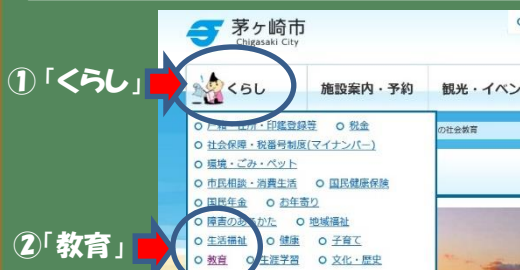 茅ヶ崎市
Chigasaki City
①「くらし」
くらし 施設案内・予約 観光・イベン
戸籍・住所・印鑑登録等 税金
社会保障・税番号制度(マイナンバー)
の社会教育
環境・ごみ・ペット
市民相談・消費生活 国民健康保険
国民年金 お年寄り
障害のあるかた 地域福祉
②「教育」
生活福祉 健康 子育て
教育 生涯学習 文化・歴史